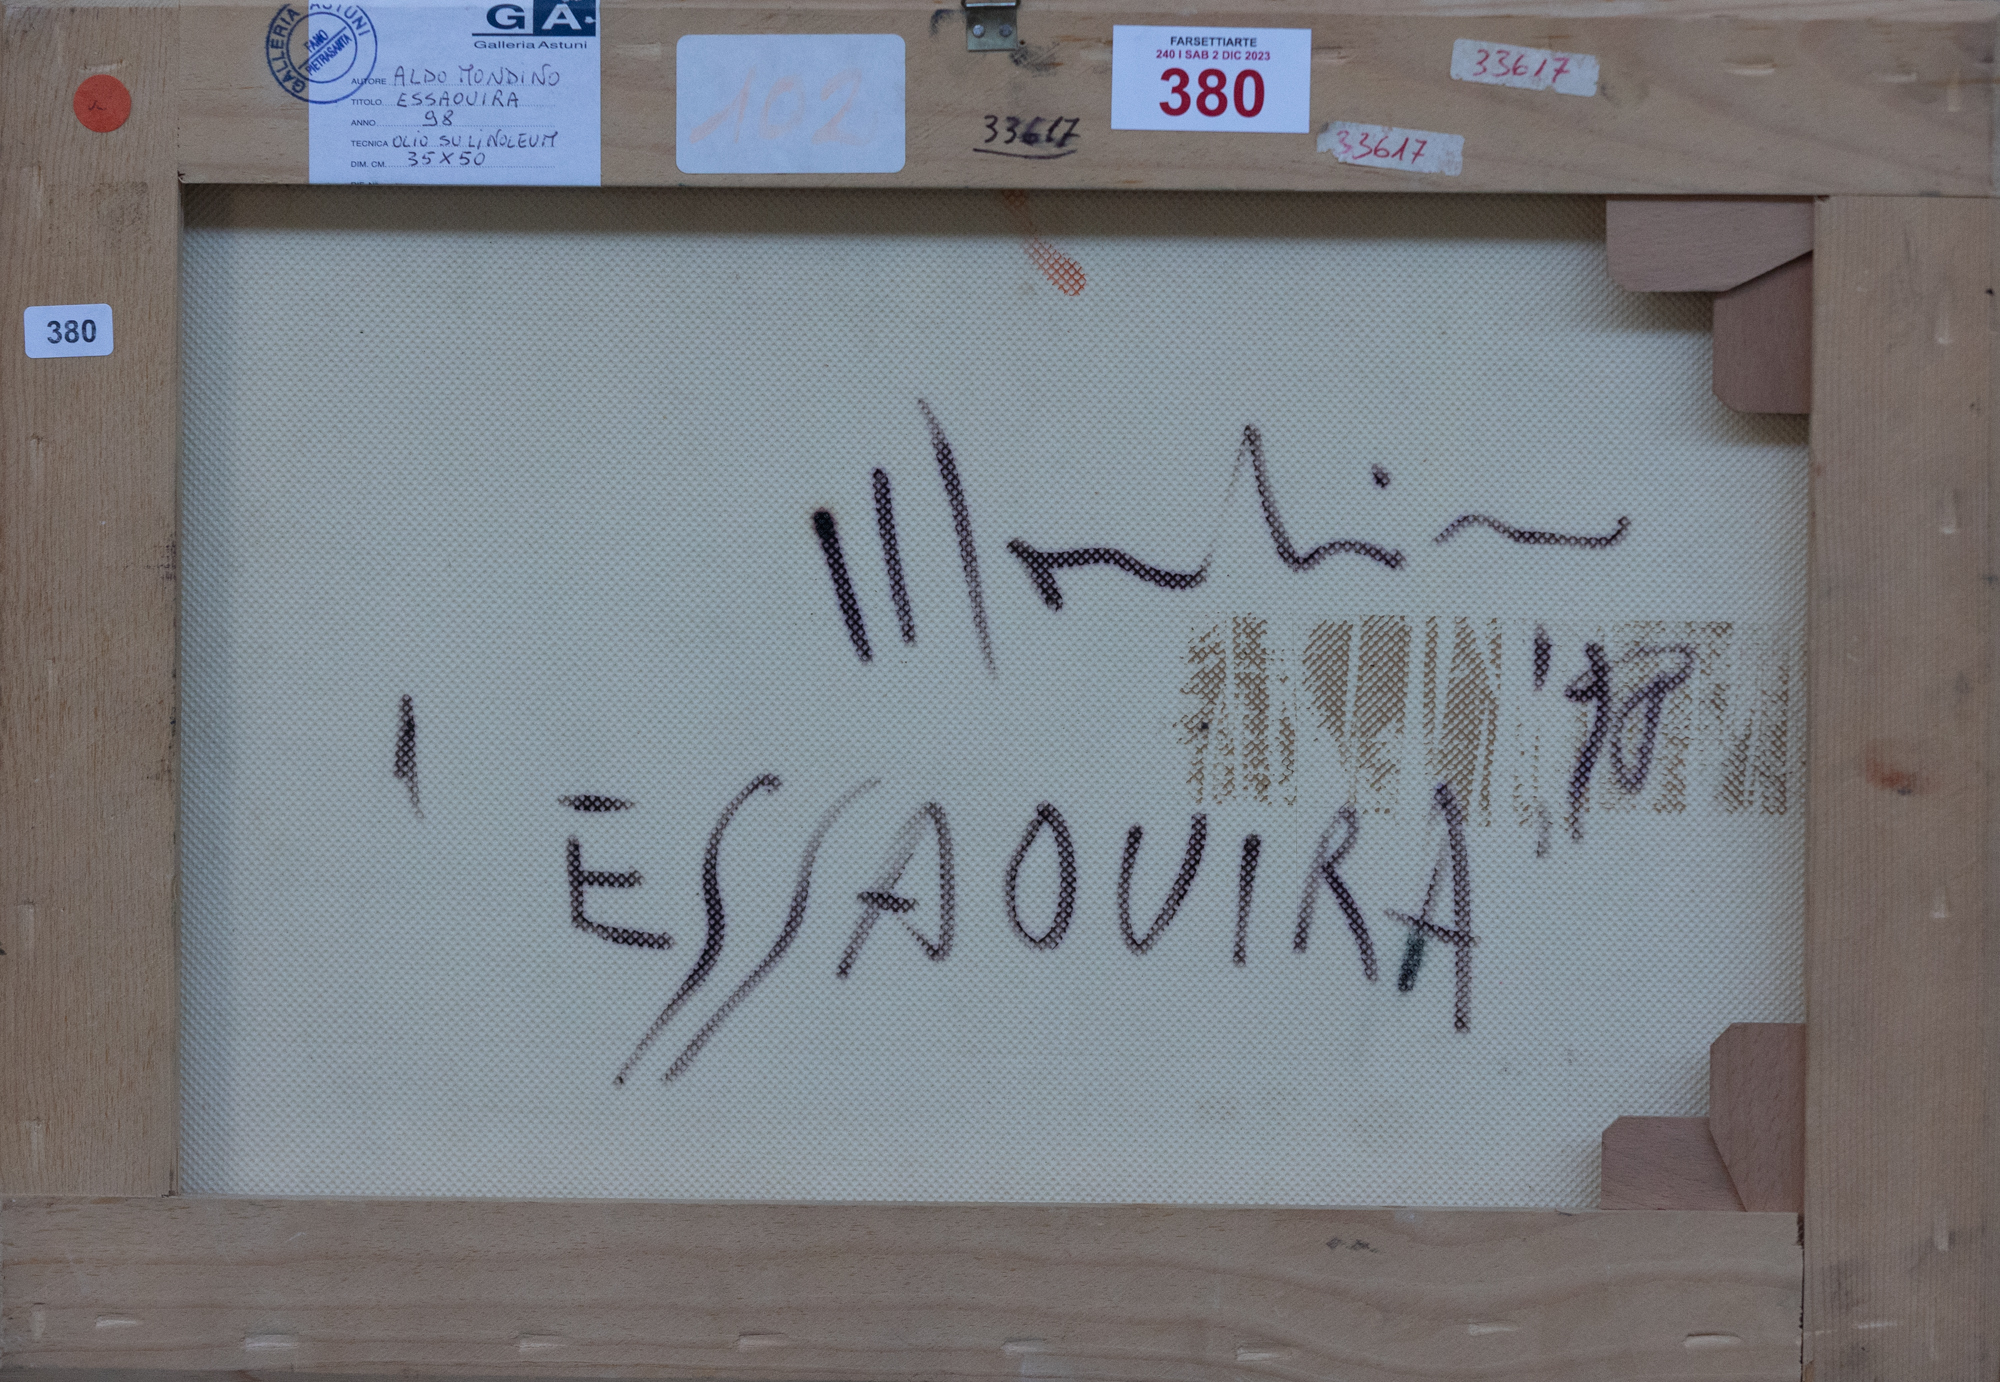 GALLERIA ASTUNI
FANO
PIETRASANTA
GA
Galleria Astuni
AUTORE ALDO MONDINO
TITOLO ESSAOUIRA
ANNO 98
TECNICA OLIO SU LINOLEUM
DIM. CM. 35X50
102
33617
FARSETTIARTE
240 I SAB 2 DIC 2023
380
33617
33617
380
Mondino
'98
'ESSAOUIRA'